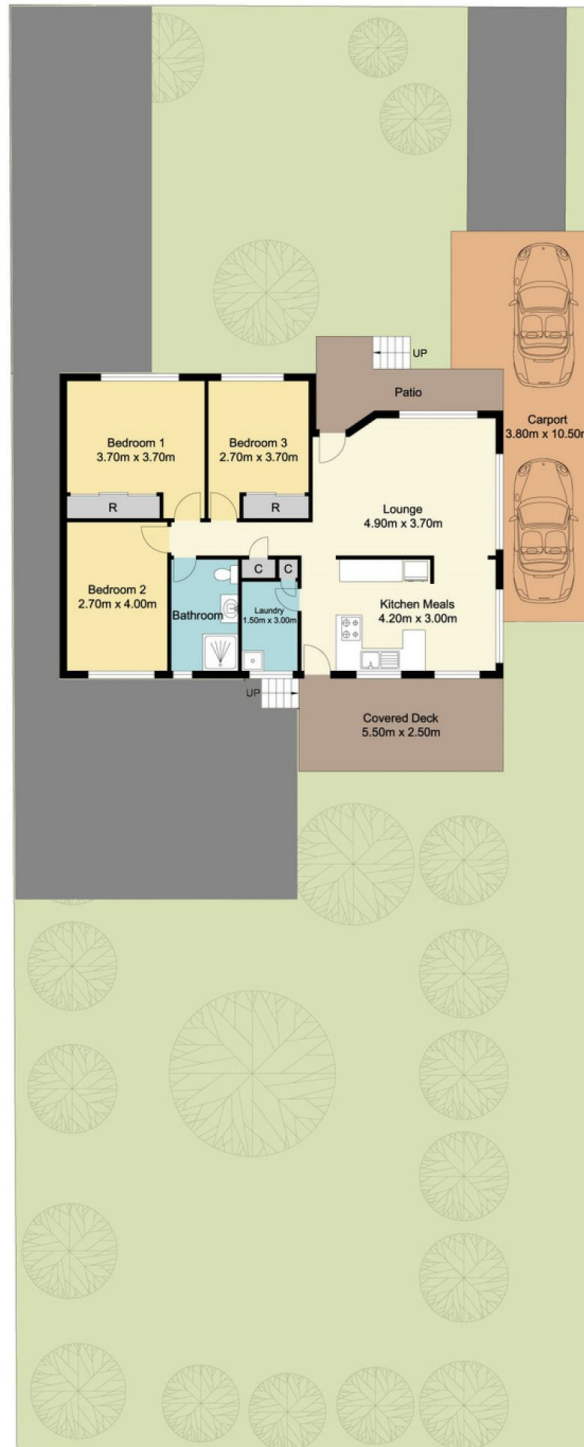 UP
Patio
Carport
3.80m x 10.50m
Bedroom 1
3.70m x 3.70m
Bedroom 3
2.70m x 3.70m
R
R
Lounge
4.90m x 3.70m
Bedroom 2
2.70m x 4.00m
C
C
Bathroom
Laundry
1.50m x 3.00m
Kitchen Meals
4.20m x 3.00m
UP
Covered Deck
5.50m x 2.50m